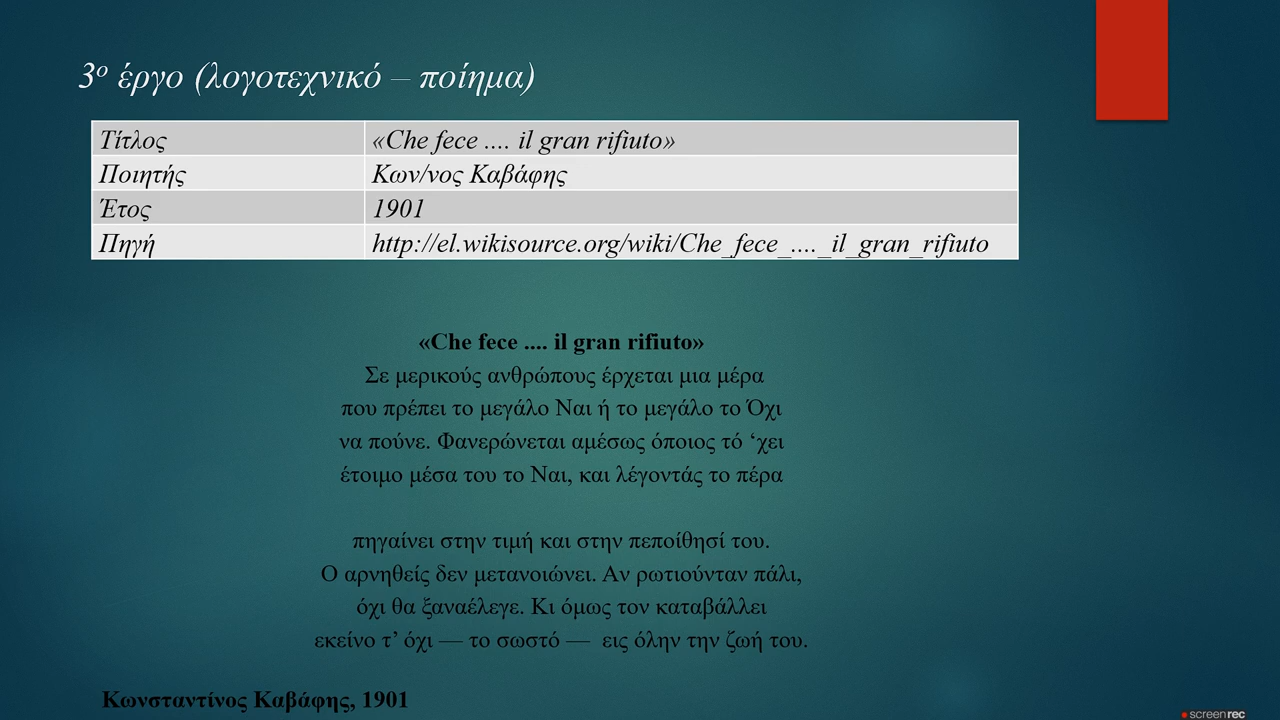 3ο έργο (λογοτεχνικό – ποίημα)
Τίτλος «Che fece .... il gran rifiuto»
Ποιητής Κων/νος Καβάφης
Έτος 1901
Πηγή http://el.wikisource.org/wiki/Che_fece_...._il_gran_rifiuto
«Che fece .... il gran rifiuto»
Σε μερικούς ανθρώπους έρχεται μια μέρα
που πρέπει το μεγάλο Ναι ή το μεγάλο το Όχι
να πούνε. Φανερώνεται αμέσως όποιος τό ‘χει
έτοιμο μέσα του το Ναι, και λέγοντάς το πέρα
πηγαίνει στην τιμή και στην πεποίθησί του.
Ο αρνηθείς δεν μετανοιώνει. Αν ρωτιούνταν πάλι,
όχι θα ξαναέλεγε. Κι όμως τον καταβάλλει
εκείνο τ’ όχι — το σωστό — εις όλην την ζωή του.
Κωνσταντίνος Καβάφης, 1901
screenrec